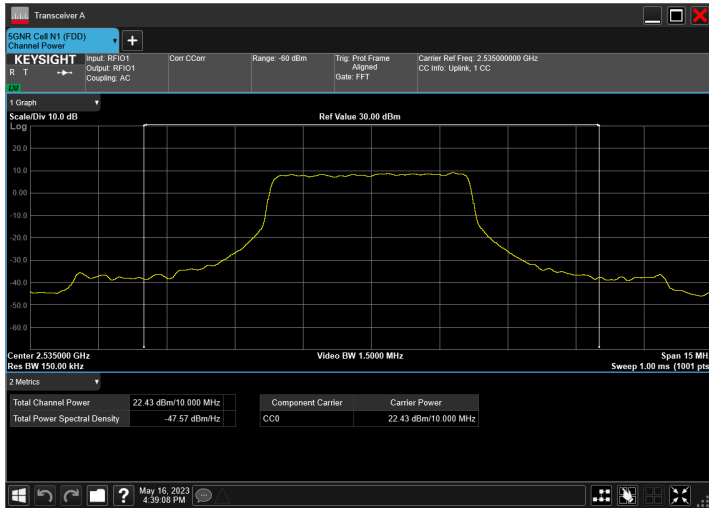 Transceiver A
5GNR Cell N1 (FDD)
Channel Power
KEYSIGHT
R T
LXI
Input: RFIO1
Output: RFIO1
Coupling: AC
Corr CCorr
Range: -60 dBm
Trig: Prot Frame
Aligned
Gate: FFT
Carrier Ref Freq: 2.535000000 GHz
CC Info: Uplink, 1 CC
1 Graph
Scale/Div 10.0 dB
Ref Value 30.00 dBm
Log
20.0
10.0
0.00
-10.0
-20.0
-30.0
-40.0
-50.0
-60.0
Center 2.535000 GHz
Video BW 1.5000 MHz
Span 15 MH
Res BW 150.00 kHz
Sweep 1.00 ms (1001 pts
2 Metrics
Total Channel Power 22.43 dBm/10.000 MHz
Total Power Spectral Density -47.57 dBm/Hz
Component Carrier Carrier Power
CC0 22.43 dBm/10.000 MHz
May 16, 2023
4:39:08 PM